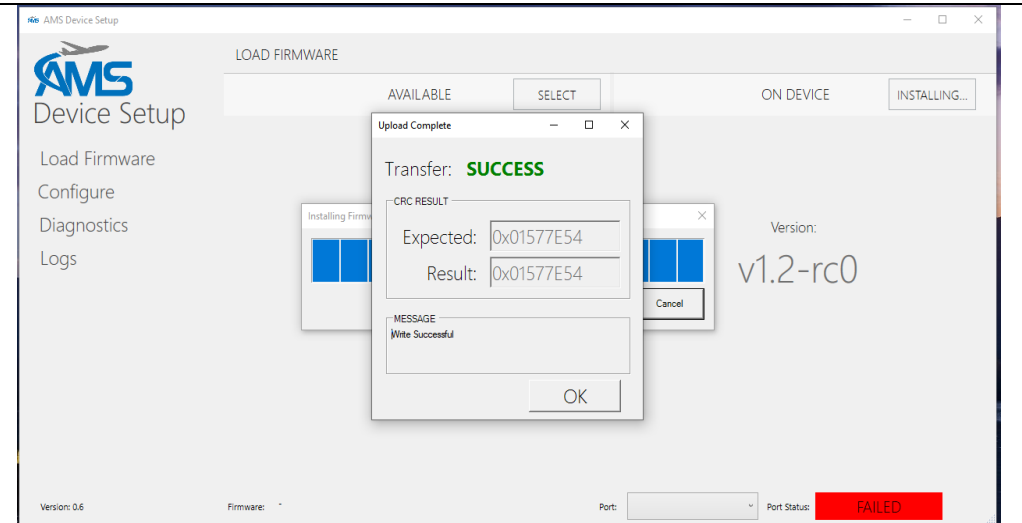 AMS AMS Device Setup
AMS
Device Setup
LOAD FIRMWARE
AVAILABLE SELECT ON DEVICE INSTALLING...
Load Firmware
Configure
Diagnostics
Logs
Installing Firmw
Cancel
Upload Complete
Transfer: SUCCESS
CRC RESULT
Expected: 0x01577E54
Result: 0x01577E54
MESSAGE
Write Successful
OK
Version:
v1.2-rc0
Version: 0.6 Firmware: - Port: Port Status: FAILED